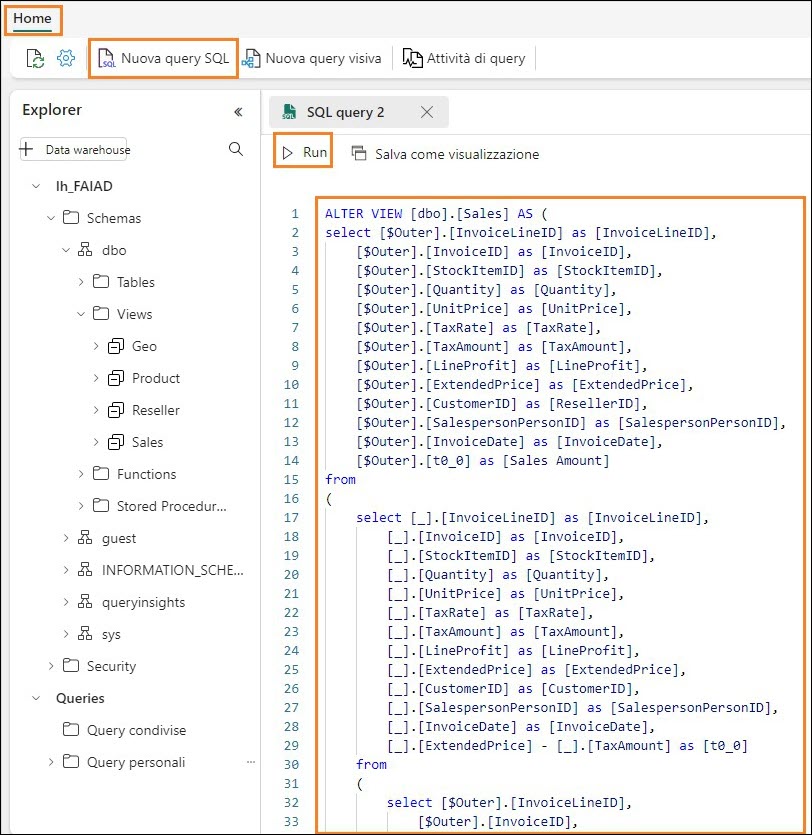 Home
Nuova query SQL
Nuova query visiva
Attività di query
Explorer
Data warehouse
lh_FAIAD
Schemas
dbo
Tables
Views
Geo
Product
Reseller
Sales
Functions
Stored Procedur...
guest
INFORMATION_SCHE...
queryinsights
sys
Security
Queries
Query condivise
Query personali
SQL query 2
Run
Salva come visualizzazione
1 ALTER VIEW [dbo].[Sales] AS (
2 select [$Outer].[InvoiceLineID] as [InvoiceLineID],
3 [$Outer].[InvoiceID] as [InvoiceID],
4 [$Outer].[StockItemID] as [StockItemID],
5 [$Outer].[Quantity] as [Quantity],
6 [$Outer].[UnitPrice] as [UnitPrice],
7 [$Outer].[TaxRate] as [TaxRate],
8 [$Outer].[TaxAmount] as [TaxAmount],
9 [$Outer].[LineProfit] as [LineProfit],
10 [$Outer].[ExtendedPrice] as [ExtendedPrice],
11 [$Outer].[CustomerID] as [ResellerID],
12 [$Outer].[SalespersonPersonID] as [SalespersonPersonID],
13 [$Outer].[InvoiceDate] as [InvoiceDate],
14 [$Outer].[t0_0] as [Sales Amount]
15 from
16 (
17 select [_].[InvoiceLineID] as [InvoiceLineID],
18 [_].[InvoiceID] as [InvoiceID],
19 [_].[StockItemID] as [StockItemID],
20 [_].[Quantity] as [Quantity],
21 [_].[UnitPrice] as [UnitPrice],
22 [_].[TaxRate] as [TaxRate],
23 [_].[TaxAmount] as [TaxAmount],
24 [_].[LineProfit] as [LineProfit],
25 [_].[ExtendedPrice] as [ExtendedPrice],
26 [_].[CustomerID] as [CustomerID],
27 [_].[SalespersonPersonID] as [SalespersonPersonID],
28 [_].[InvoiceDate] as [InvoiceDate],
29 [_].[ExtendedPrice] - [_].[TaxAmount] as [t0_0]
30 from
31 (
32 select [$Outer].[InvoiceLineID],
33 [$Outer].[InvoiceID],